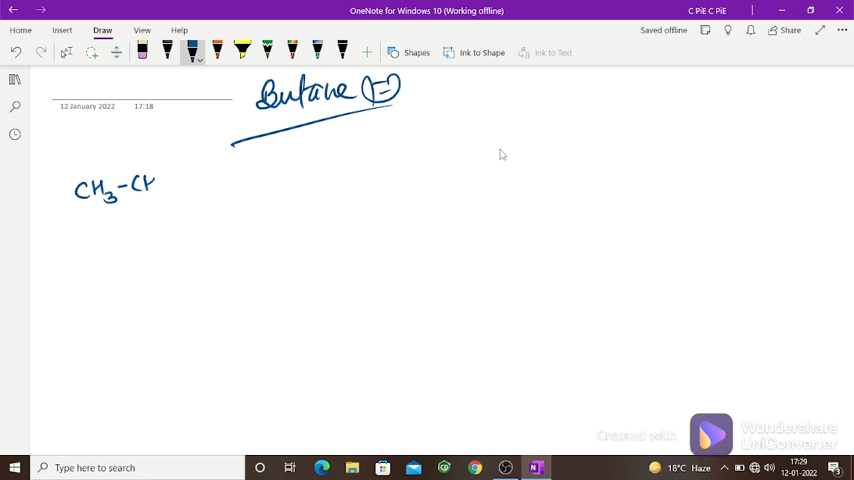 OneNote for Windows 10 (Working offline)
C PiE C PiE
Home Insert Draw View Help
Saved offline
Share
Shapes
Ink to Shape
Ink to Text
Butane
12 January 2022 17:18
CH3-CH
Created with
Wondershare
UniConverter
Type here to search
18°C Haze
17:29
12-01-2022
3